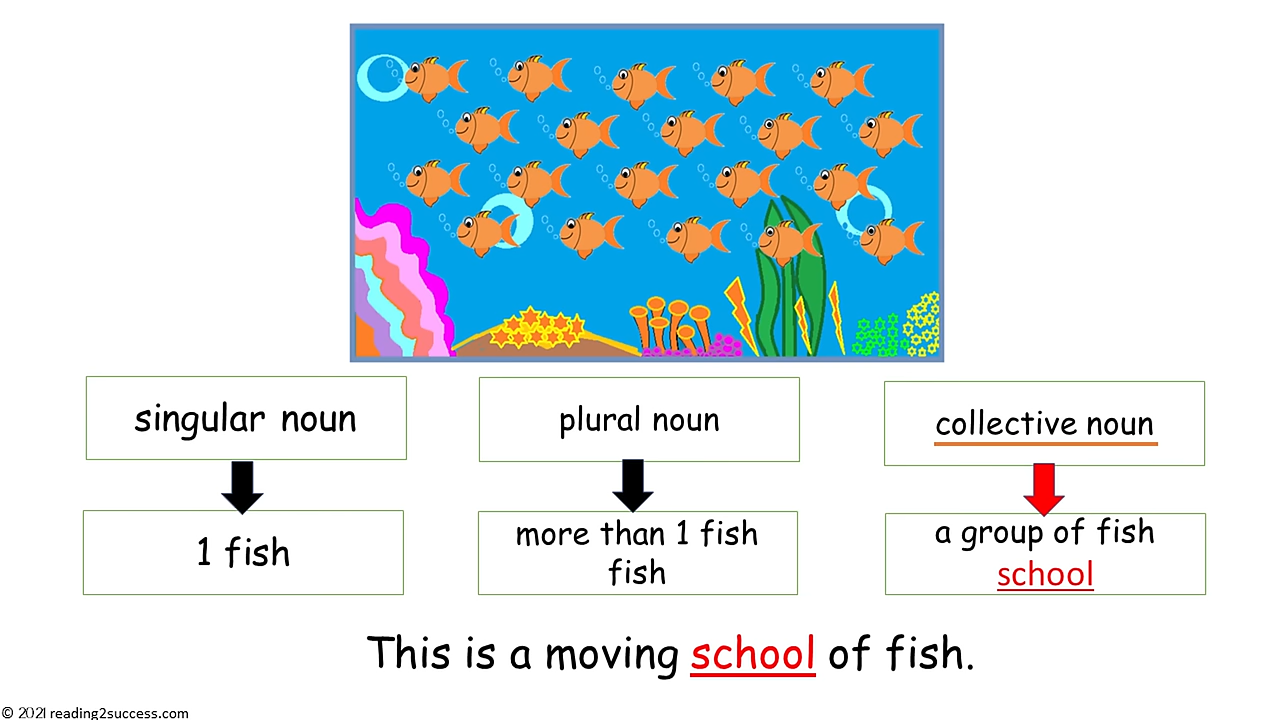 singular noun
plural noun
collective noun
1 fish
more than 1 fish
fish
a group of fish
school
This is a moving school of fish.
© 2021 reading2success.com